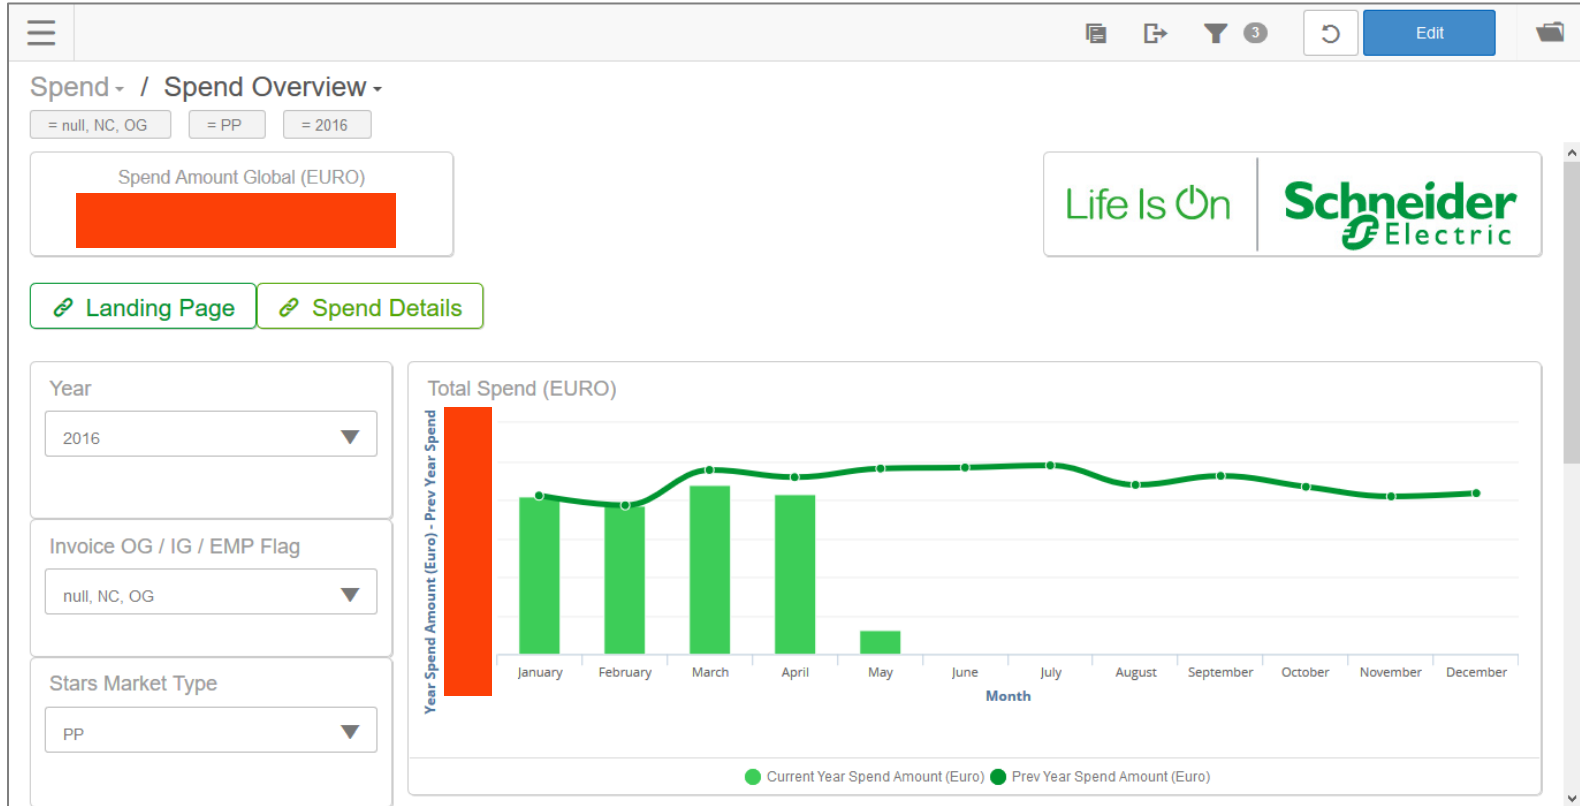 3
Edit
Spend / Spend Overview
= null, NC, OG
= PP
= 2016
Spend Amount Global (EURO)
Life Is On
Schneider
Electric
Landing Page
Spend Details
Year
2016
Invoice OG / IG / EMP Flag
null, NC, OG
Stars Market Type
PP
Total Spend (EURO)
Year Spend Amount (Euro) - Prev Year Spend
January February March April May June July August September October November December
Month
Current Year Spend Amount (Euro) Prev Year Spend Amount (Euro)